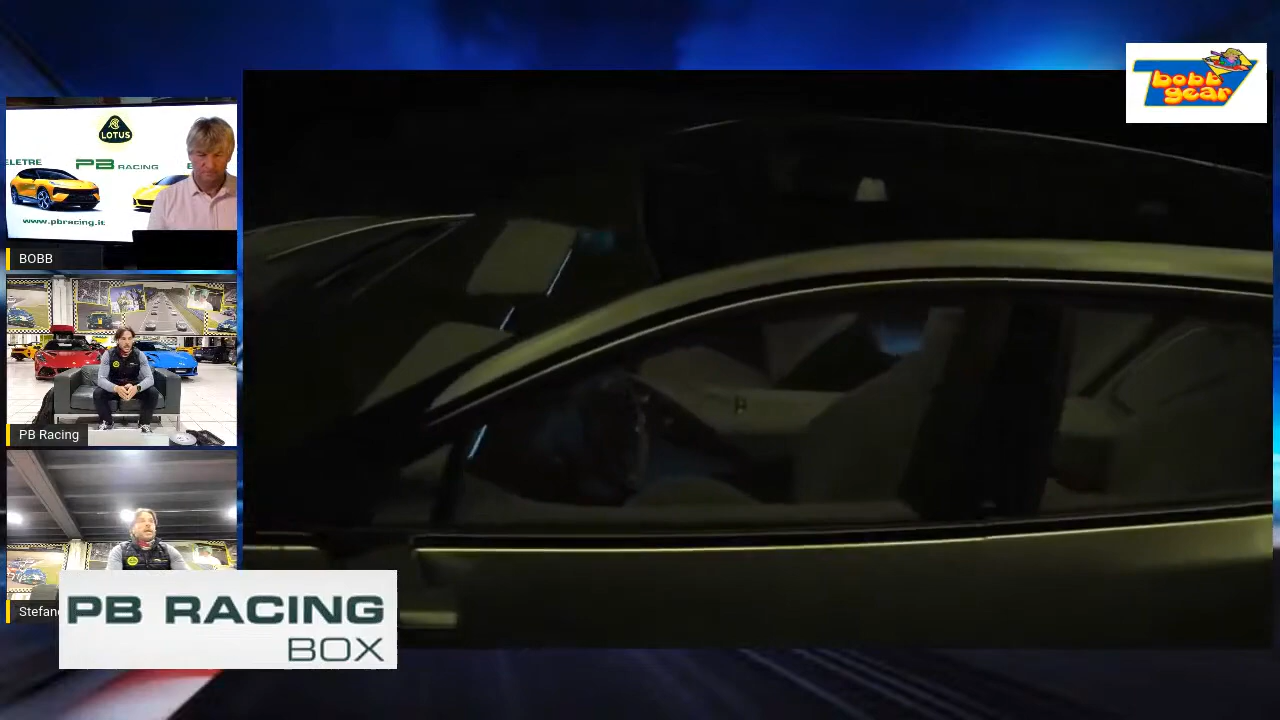 bobb
gear
LOTUS
ELETRE
PB RACING
www.pbracing.it
BOBB
PB Racing
Stefan
PB RACING
BOX